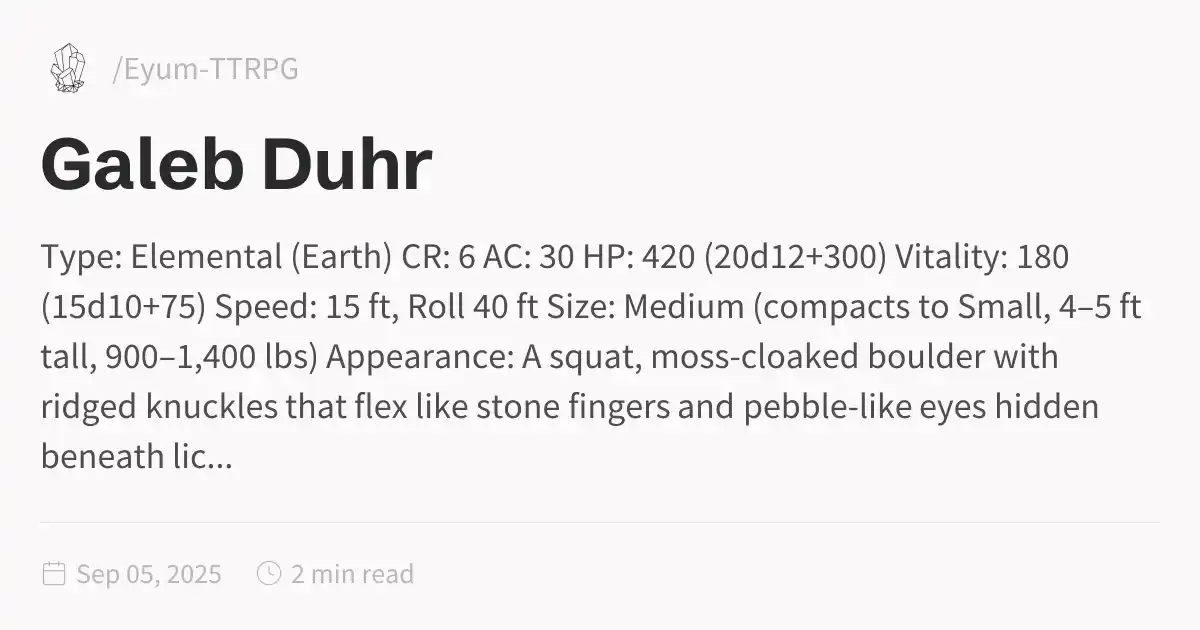 /Eyum-TTRPG
Galeb Duhr
Type: Elemental (Earth) CR: 6 AC: 30 HP: 420 (20d12+300) Vitality: 180
(15d10+75) Speed: 15 ft, Roll 40 ft Size: Medium (compacts to Small, 4–5 ft
tall, 900–1,400 lbs) Appearance: A squat, moss-cloaked boulder with
ridged knuckles that flex like stone fingers and pebble-like eyes hidden
beneath lic...
Sep 05, 2025 2 min read